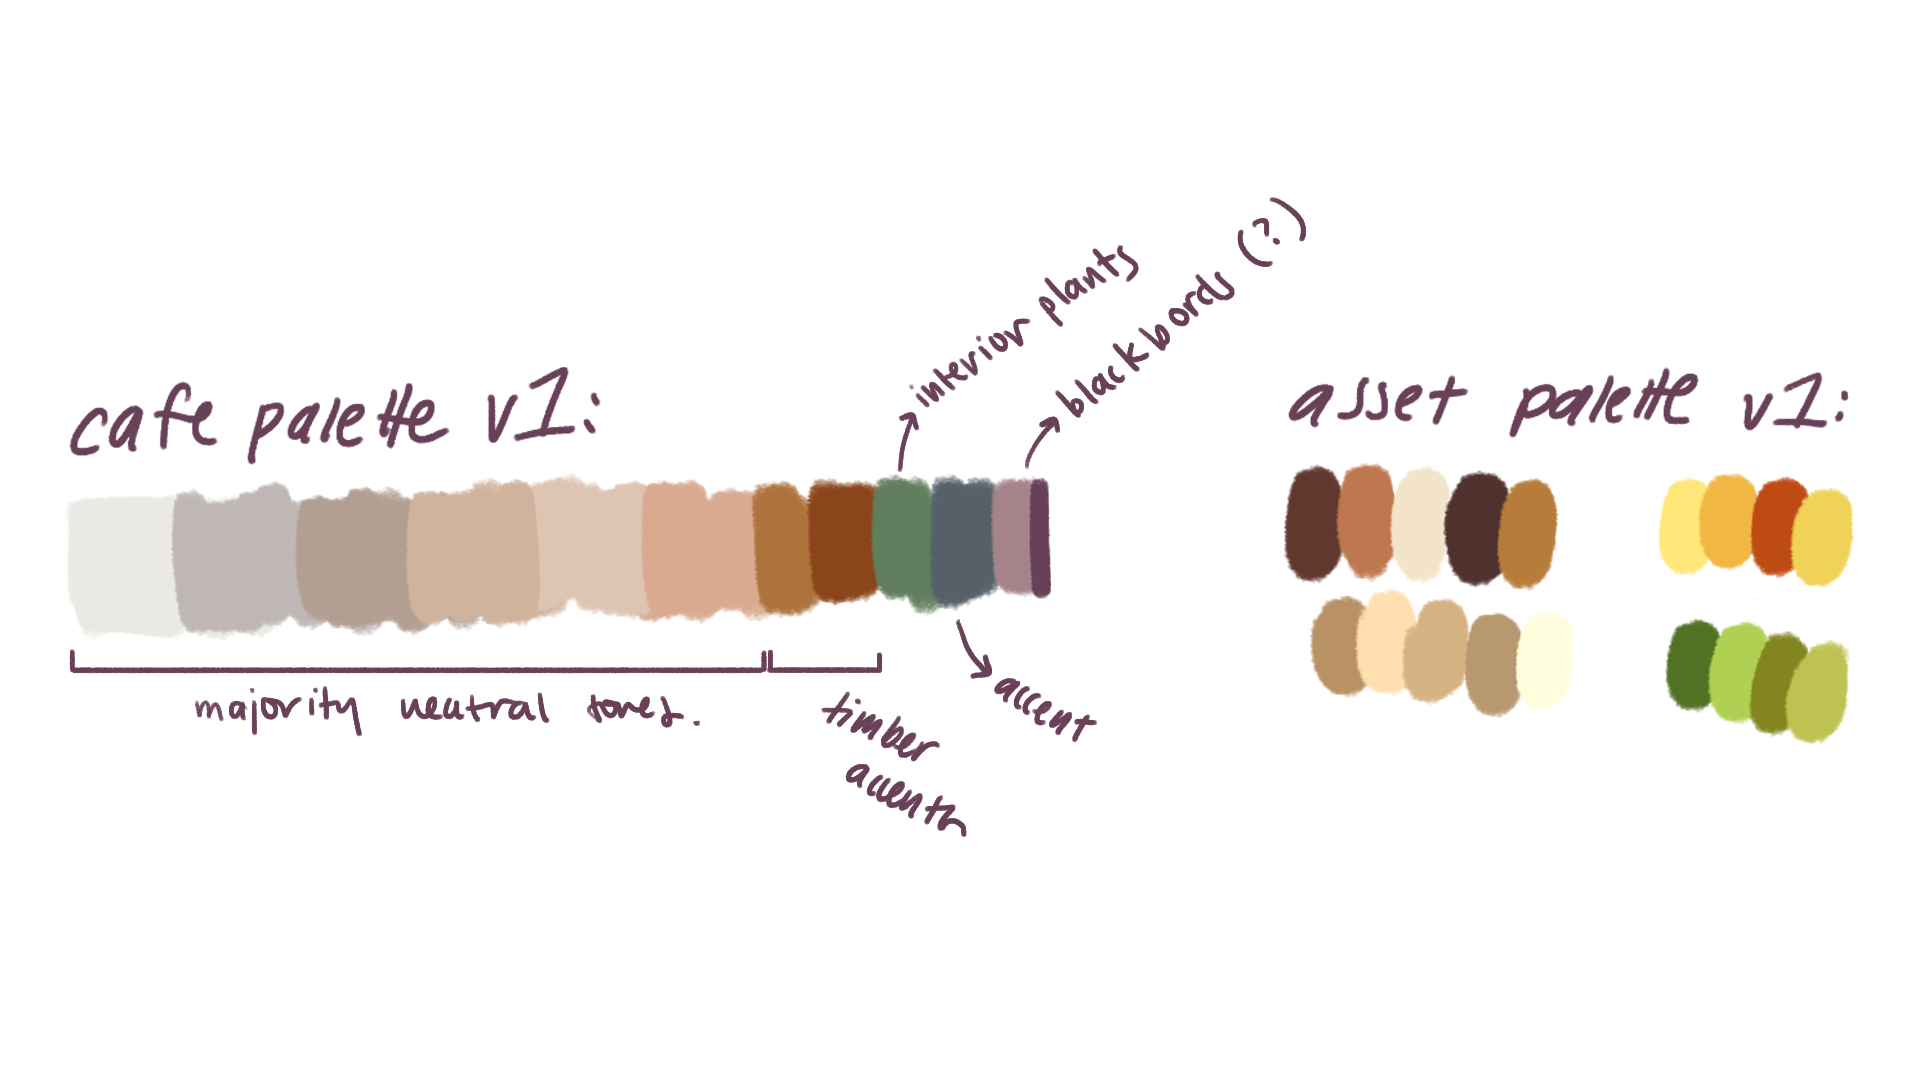 interior plants
blackbords (?)
cafe palette v1:
asset palette v1:
majority neutral tones.
timber
accents
accent